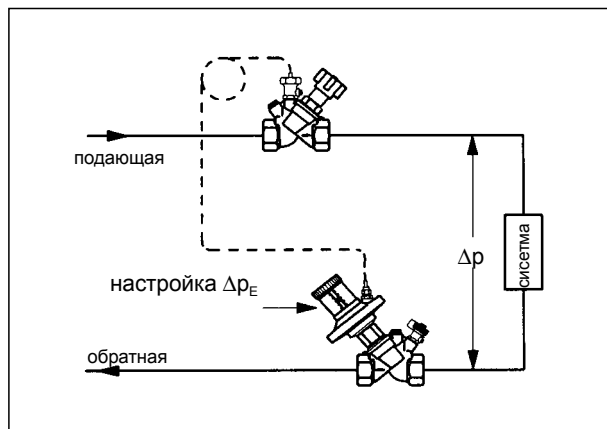 подающая
Δp
сисетма
настройка Δp_E
обратная